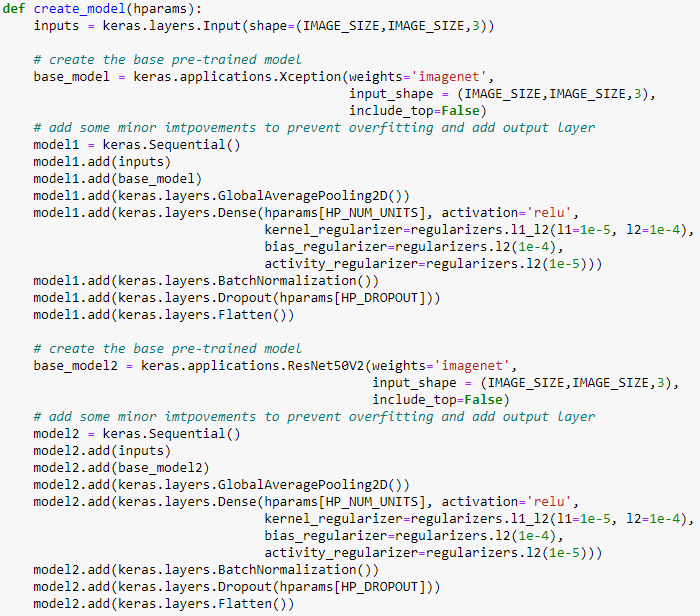 def create_model(hparams):
    inputs = keras.layers.Input(shape=(IMAGE_SIZE,IMAGE_SIZE,3))

    # create the base pre-trained model
    base_model = keras.applications.Xception(weights='imagenet',
                                             input_shape = (IMAGE_SIZE,IMAGE_SIZE,3),
                                             include_top=False)
    # add some minor imtpovements to prevent overfitting and add output layer
    model1 = keras.Sequential()
    model1.add(inputs)
    model1.add(base_model)
    model1.add(keras.layers.GlobalAveragePooling2D())
    model1.add(keras.layers.Dense(hparams[HP_NUM_UNITS], activation='relu',
                                  kernel_regularizer=regularizers.l1_l2(l1=1e-5, l2=1e-4),
                                  bias_regularizer=regularizers.l2(1e-4),
                                  activity_regularizer=regularizers.l2(1e-5)))
    model1.add(keras.layers.BatchNormalization())
    model1.add(keras.layers.Dropout(hparams[HP_DROPOUT]))
    model1.add(keras.layers.Flatten())

    # create the base pre-trained model
    base_model2 = keras.applications.ResNet50V2(weights='imagenet',
                                                input_shape = (IMAGE_SIZE,IMAGE_SIZE,3),
                                                include_top=False)
    # add some minor imtpovements to prevent overfitting and add output layer
    model2 = keras.Sequential()
    model2.add(inputs)
    model2.add(base_model2)
    model2.add(keras.layers.GlobalAveragePooling2D())
    model2.add(keras.layers.Dense(hparams[HP_NUM_UNITS], activation='relu',
                                  kernel_regularizer=regularizers.l1_l2(l1=1e-5, l2=1e-4),
                                  bias_regularizer=regularizers.l2(1e-4),
                                  activity_regularizer=regularizers.l2(1e-5)))
    model2.add(keras.layers.BatchNormalization())
    model2.add(keras.layers.Dropout(hparams[HP_DROPOUT]))
    model2.add(keras.layers.Flatten())